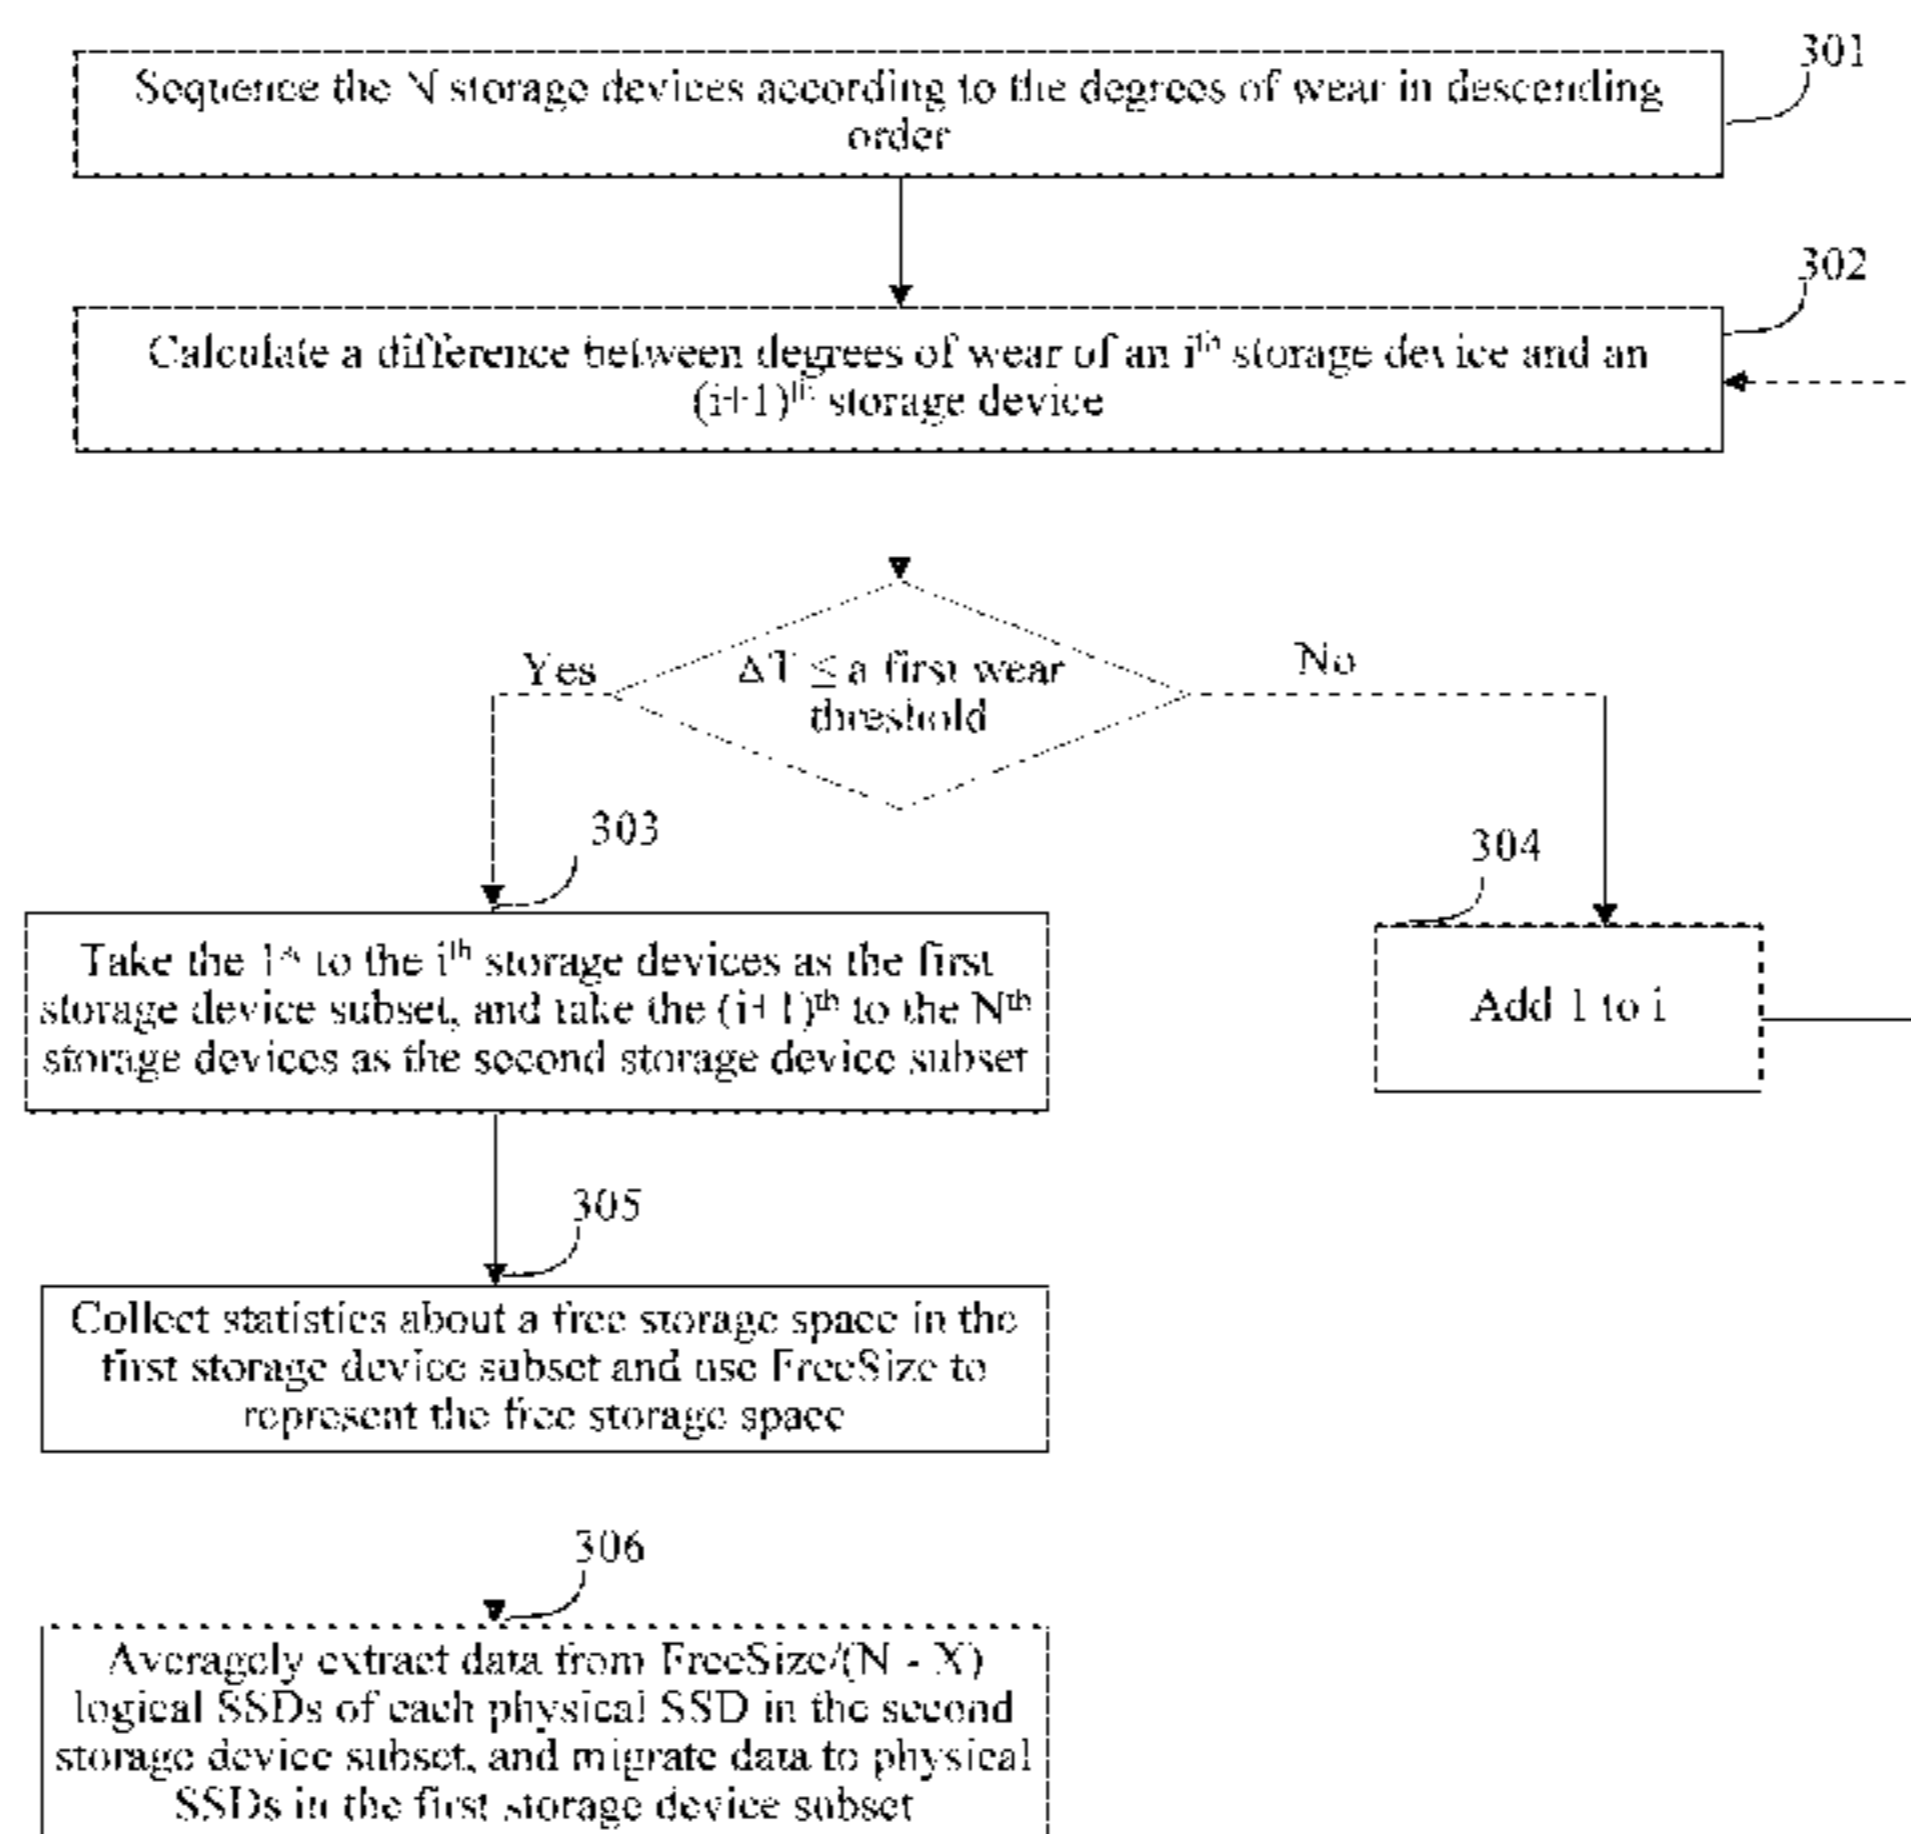 301
Sequence the N storage devices according to the degrees of wear in descending
order
302
Calculate a difference between degrees of wear of an ith storage device and an
(i+1)th storage device
Yes
ΔT ≤ a first wear
threshold
No
303
304
Take the 1st to the ith storage devices as the first
storage device subset, and take the (i+1)th to the Nth
storage devices as the second storage device subset
Add 1 to i
305
Collect statistics about a free storage space in the
first storage device subset and use FreeSize to
represent the free storage space
306
Averagely extract data from FreeSize/(N - X)
logical SSDs of each physical SSD in the second
storage device subset, and migrate data to physical
SSDs in the first storage device subset